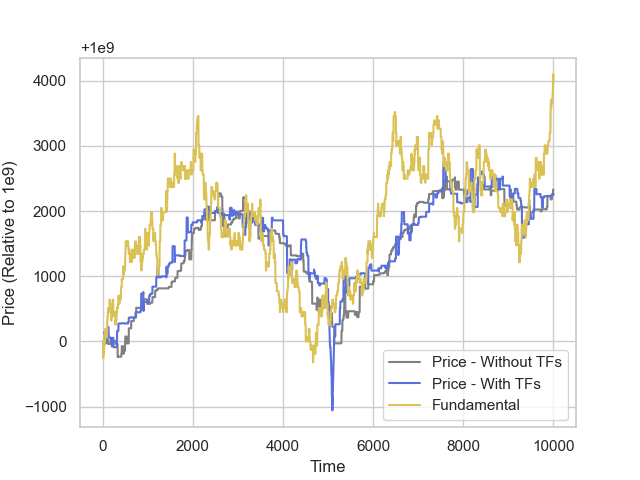 +1e9
4000
3000
2000
1000
0
−1000
Price (Relative to 1e9)
0
2000
4000
6000
8000
10000
Time
Price - Without TFs
Price - With TFs
Fundamental